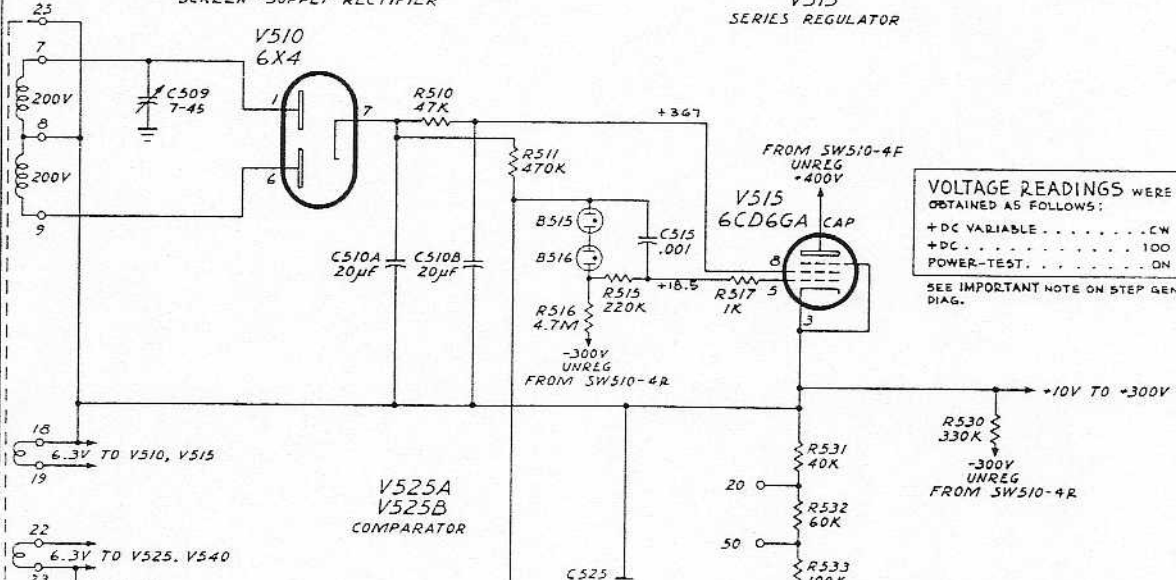 SCREEN SUPPLY RECTIFIER
V515
SERIES REGULATOR
25
7
V510
6X4
C509
7-45
200V
8
200V
9
1
6
7
R510
47K
+367
R511
470K
FROM SW510-4F
UNREG
+400V
V515
6CD6GA
CAP
8
5
3
B515
B516
C515
.001
C510A
20µF
C510B
20µF
R515
220K
+18.5
R517
1K
R516
4.7M
-300V
UNREG
FROM SW510-4R
VOLTAGE READINGS WERE
OBTAINED AS FOLLOWS:
+DC VARIABLE . . . . . . . . CW
+DC . . . . . . . . . . . 100
POWER-TEST. . . . . . . . ON
SEE IMPORTANT NOTE ON STEP GEN
DIAG.
+10V TO +300V
R530
330K
-300V
UNREG
FROM SW510-4R
18
6.3V TO V510, V515
19
V525A
V525B
COMPARATOR
R531
40K
20
R532
60K
50
R533
100K
22
6.3V TO V525. V540
23
C525